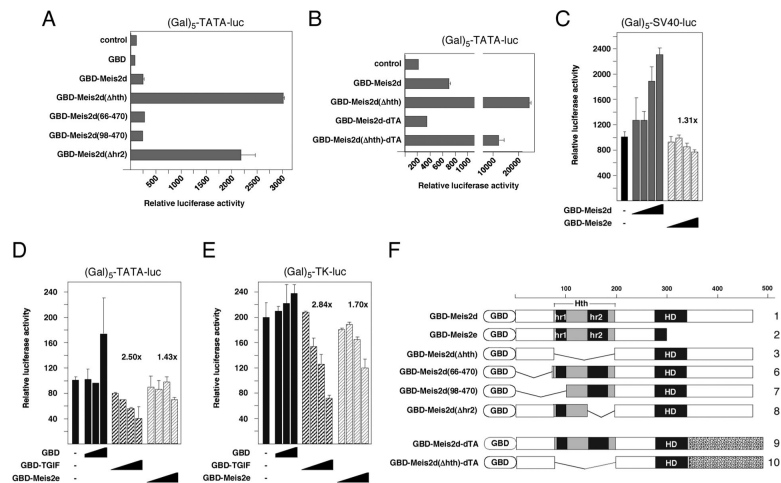 A
(Gal)5-TATA-luc
control
GBD
GBD-Meis2d
GBD-Meis2d(Δhth)
GBD-Meis2d(66-470)
GBD-Meis2d(98-470)
GBD-Meis2d(Δhr2)
500
1000
1500
2000
2500
3000
Relative luciferase activity
B
(Gal)5-TATA-luc
control
GBD-Meis2d
GBD-Meis2d(Δhth)
GBD-Meis2d-dTA
GBD-Meis2d(Δhth)-dTA
200
400
600
800
1000
10000
20000
Relative luciferase activity
C
(Gal)5-SV40-luc
Relative luciferase activity
2400
2000
1600
1200
800
400
1.31x
GBD-Meis2d
-
GBD-Meis2e
-
D
(Gal)5-TATA-luc
Relative luciferase activity
240
200
160
120
80
40
2.50x
1.43x
GBD
-
GBD-TGIF
-
GBD-Meis2e
-
E
(Gal)5-TK-luc
Relative luciferase activity
240
200
160
120
80
40
2.84x
1.70x
GBD
-
GBD-TGIF
-
GBD-Meis2e
-
F
100 200 300 400 500
Hth
GBD-Meis2d GBD hr1 hr2 HD 1
GBD-Meis2e GBD hr1 hr2 2
GBD-Meis2d(Δhth) GBD HD 3
GBD-Meis2d(66-470) GBD HD 6
GBD-Meis2d(98-470) GBD HD 7
GBD-Meis2d(Δhr2) GBD HD 8
GBD-Meis2d-dTA GBD HD 9
GBD-Meis2d(Δhth)-dTA GBD HD 10